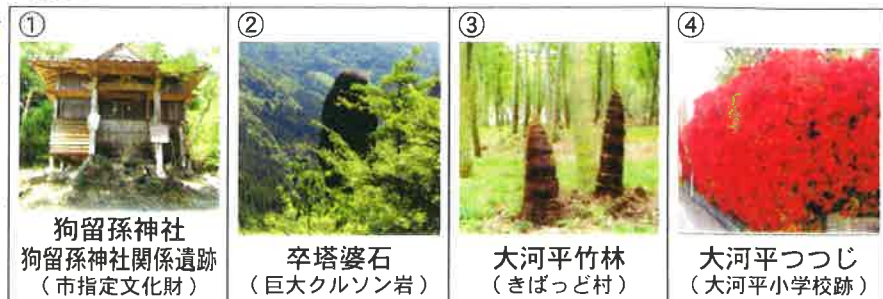 ①
狗留孫神社
狗留孫神社関係遺跡
(市指定文化財)
②
卒塔婆石
(巨大クルソン岩)
③
大河平竹林
(きばっど村)
④
大河平つつじ
(大河平小学校跡)